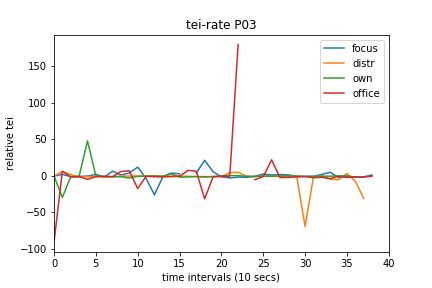 tei-rate P03
relative tei
150
100
50
0
−50
−100
focus
distr
own
office
0 5 10 15 20 25 30 35 40
time intervals (10 secs)